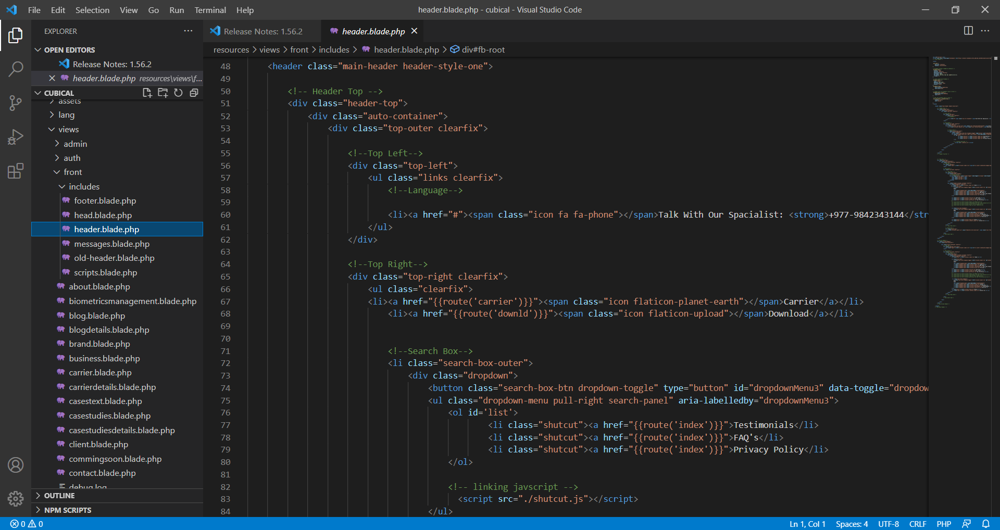 File Edit Selection View Go Run Terminal Help
header.blade.php - cubical - Visual Studio Code
EXPLORER
Release Notes: 1.56.2
header.blade.php
OPEN EDITORS
Release Notes: 1.56.2
header.blade.php resources\views\f...
CUBICAL
assets
lang
views
admin
auth
front
includes
footer.blade.php
head.blade.php
header.blade.php
messages.blade.php
old-header.blade.php
scripts.blade.php
about.blade.php
biometricsmanagement.blade.php
blog.blade.php
blogdetails.blade.php
brand.blade.php
business.blade.php
carrier.blade.php
carrierdetails.blade.php
casestext.blade.php
casestudies.blade.php
casestudiesdetails.blade.php
client.blade.php
commingsoon.blade.php
contact.blade.php
debug.log
OUTLINE
NPM SCRIPTS
resources > views > front > includes > header.blade.php > div#fb-root
48 <header class="main-header header-style-one">
49
50 <!-- Header Top -->
51 <div class="header-top">
52 <div class="auto-container">
53 <div class="top-outer clearfix">
54
55 <!--Top Left-->
56 <div class="top-left">
57 <ul class="links clearfix">
58 <!--Language-->
59
60 <li><a href="#"><span class="icon fa fa-phone"></span>Talk With Our Spacialist: <strong>+977-9842343144</str
61 </ul>
62 </div>
63
64 <!--Top Right-->
65 <div class="top-right clearfix">
66 <ul class="clearfix">
67 <li><a href="{{route('carrier')}}"><span class="icon flaticon-planet-earth"></span>Carrier</a></li>
68 <li><a href="{{route('downld')}}"><span class="icon flaticon-upload"></span>Download</a></li>
69
70
71 <!--Search Box-->
72 <li class="search-box-outer">
73 <div class="dropdown">
74 <button class="search-box-btn dropdown-toggle" type="button" id="dropdownMenu3" data-toggle="dropdow
75 <ul class="dropdown-menu pull-right search-panel" aria-labelledby="dropdownMenu3">
76 <ol id='list'>
77 <li class="shutcut"><a href="{{route('index')}}">Testimonials</li>
78 <li class="shutcut"><a href="{{route('index')}}">FAQ's</li>
79 <li class="shutcut"><a href="{{route('index')}}">Privacy Policy</li>
80 </ol>
81
82 <!-- linking javscript -->
83 <script src="./shutcut.js"></script>
84 </ul>
0 0
Ln 1, Col 1 Spaces: 4 UTF-8 CRLF PHP